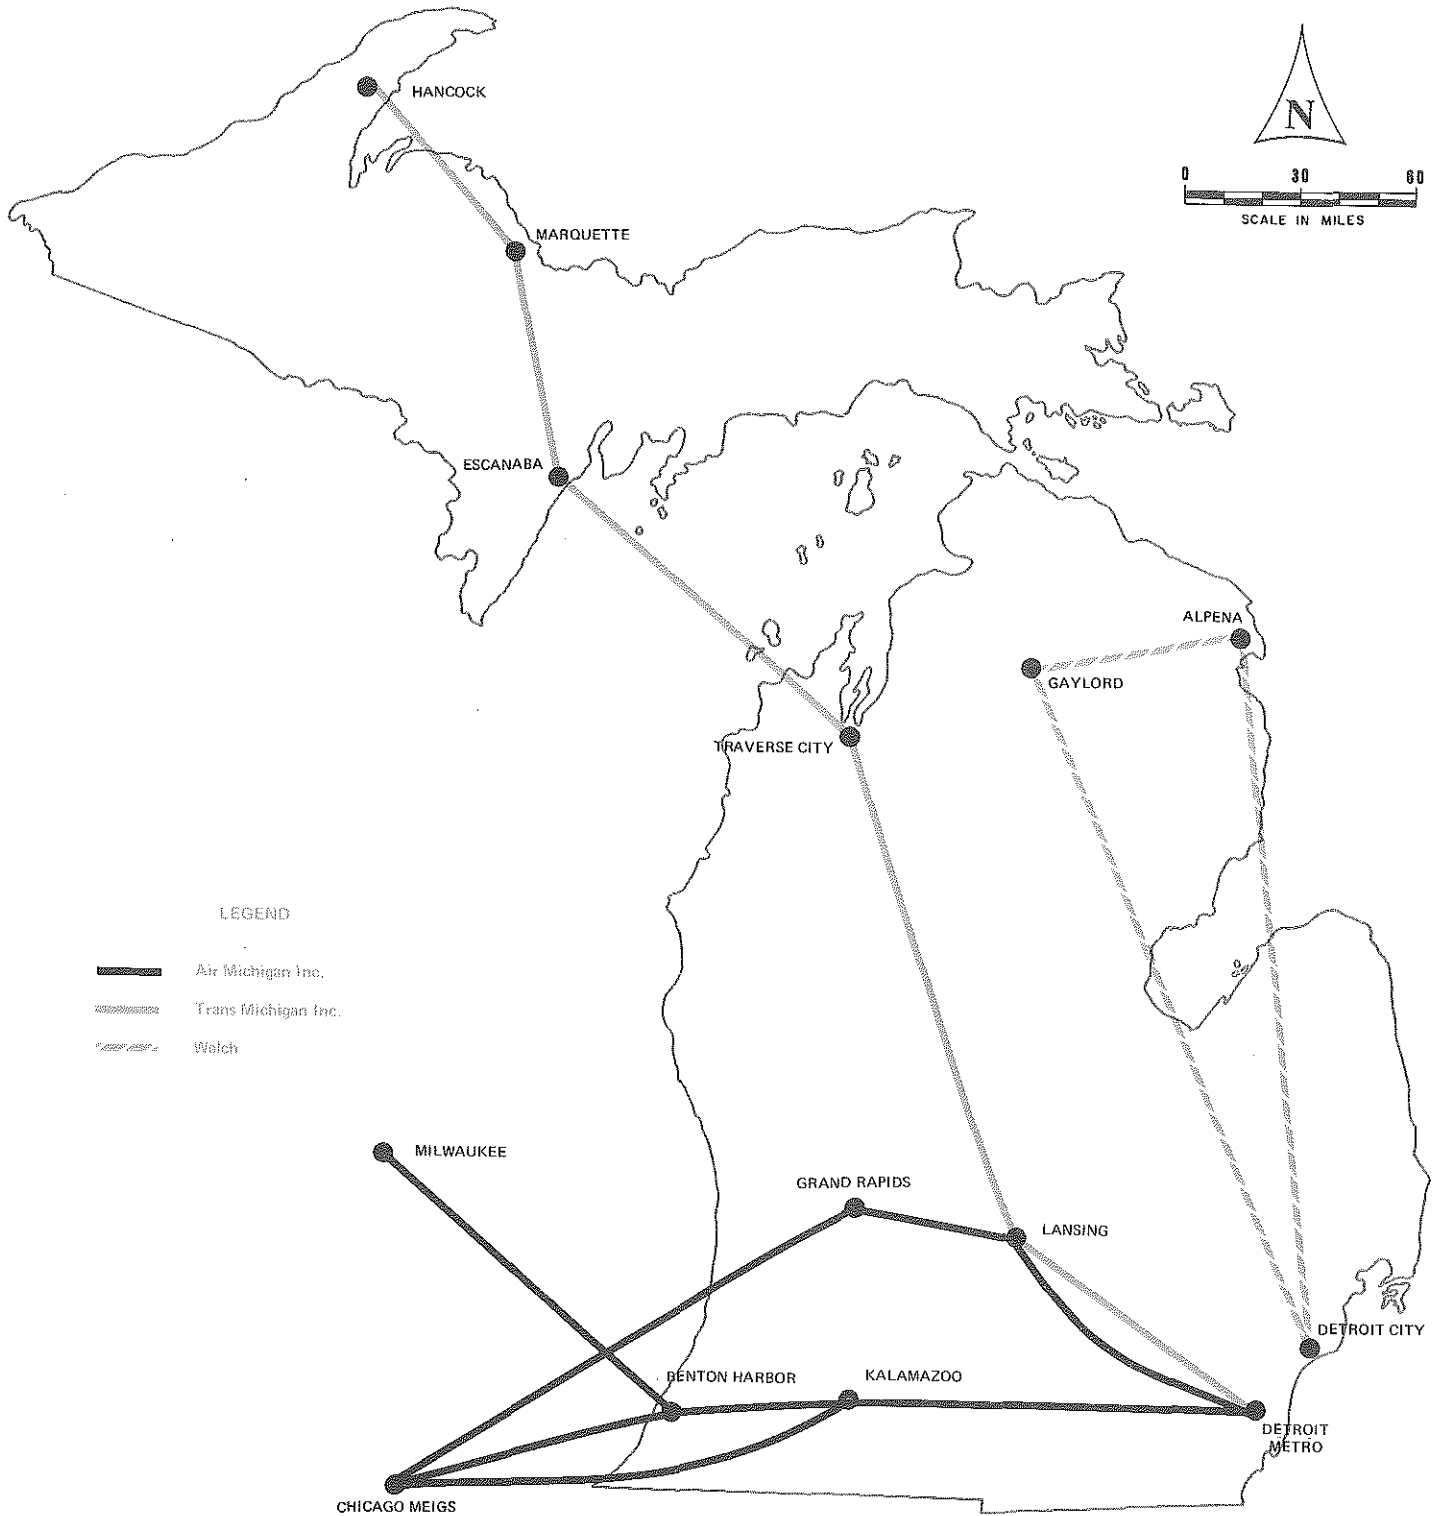 HANCOCK
N
0 30 60
SCALE IN MILES
MARQUETTE
ESCANABA
ALPENA
GAYLORD
TRAVERSE CITY
LEGEND
Air Michigan Inc.
Trans Michigan Inc.
Welch
MILWAUKEE
GRAND RAPIDS
LANSING
DETROIT CITY
BENTON HARBOR
KALAMAZOO
DETROIT
METRO
CHICAGO MEIGS